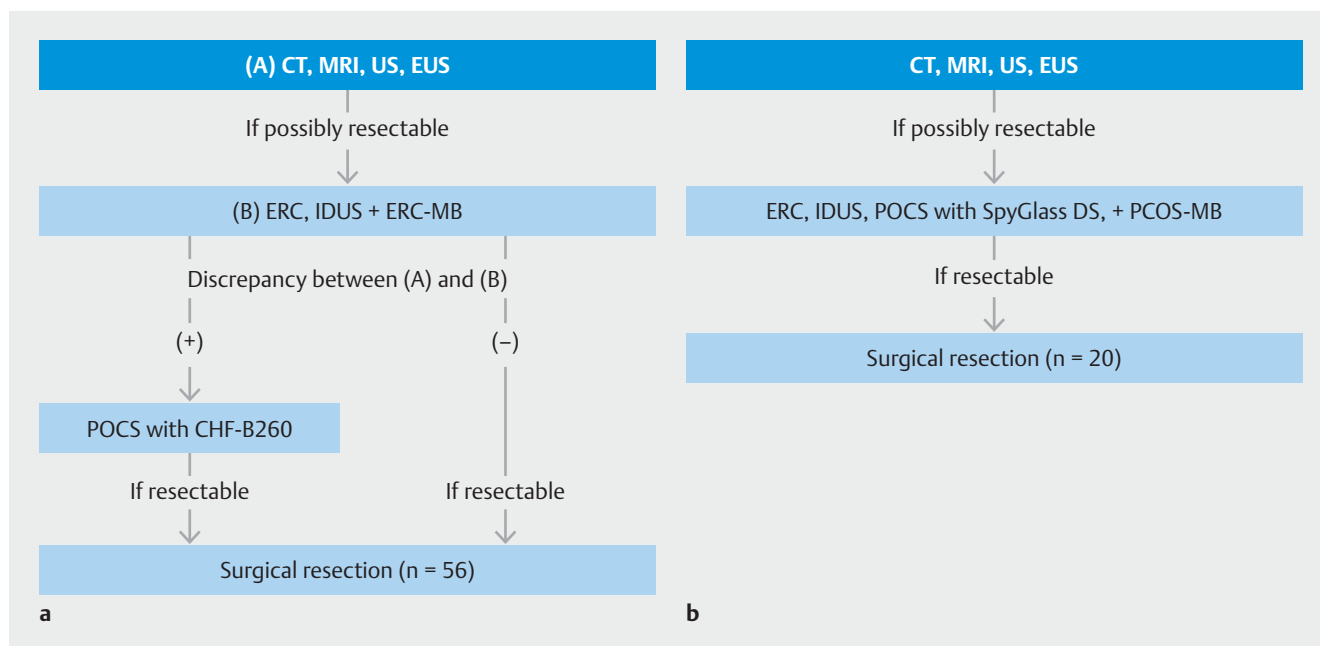 (A) CT, MRI, US, EUS
If possibly resectable
(B) ERC, IDUS + ERC-MB
Discrepancy between (A) and (B)
(+)
(–)
POCS with CHF-B260
If resectable
If resectable
Surgical resection (n = 56)
a
CT, MRI, US, EUS
If possibly resectable
ERC, IDUS, POCS with SpyGlass DS, + PCOS-MB
If resectable
Surgical resection (n = 20)
b